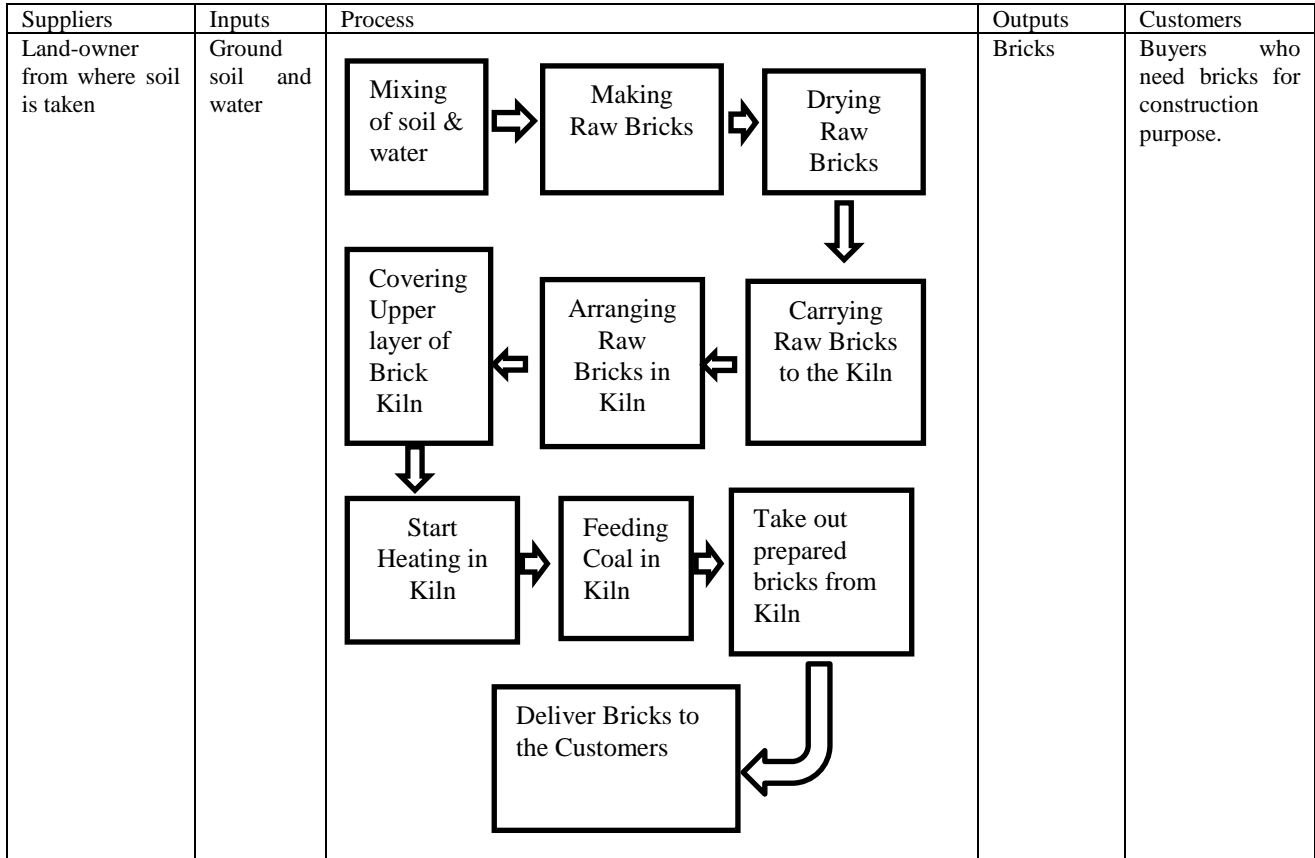 Suppliers
Inputs
Process
Outputs
Customers
Land-owner
from where soil
is taken
Ground
soil and
water
Mixing
of soil &
water
Making
Raw Bricks
Drying
Raw
Bricks
Carrying
Raw Bricks
to the Kiln
Arranging
Raw
Bricks in
Kiln
Covering
Upper
layer of
Brick
Kiln
Start
Heating in
Kiln
Feeding
Coal in
Kiln
Take out
prepared
bricks from
Kiln
Deliver Bricks to
the Customers
Bricks
Buyers who
need bricks for
construction
purpose.